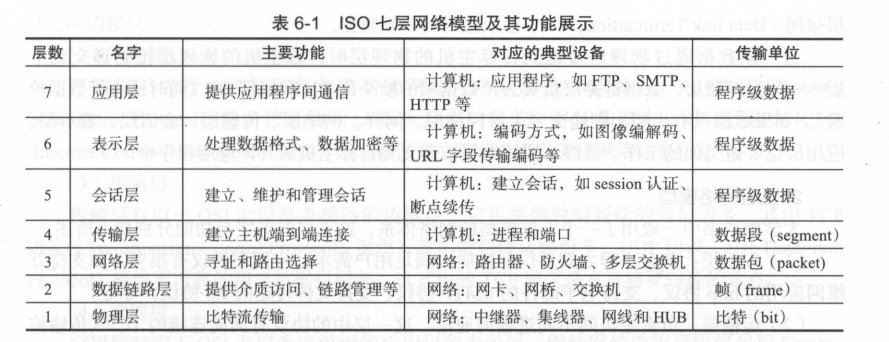 表 6-1 ISO 七层网络模型及其功能展示
层数 名字 主要功能 对应的典型设备 传输单位
7 应用层 提供应用程序间通信 计算机：应用程序，如 FTP、SMTP、
HTTP 等 程序级数据
6 表示层 处理数据格式、数据加密等 计算机：编码方式，如图像编解码、
URL 字段传输编码等 程序级数据
5 会话层 建立、维护和管理会话 计算机：建立会话，如 session 认证、
断点续传 程序级数据
4 传输层 建立主机端到端连接 计算机：进程和端口 数据段（segment）
3 网络层 寻址和路由选择 网络：路由器、防火墙、多层交换机 数据包（packet）
2 数据链路层 提供介质访问、链路管理等 网络：网卡、网桥、交换机 帧（frame）
1 物理层 比特流传输 网络：中继器、集线器、网线和 HUB 比特（bit）